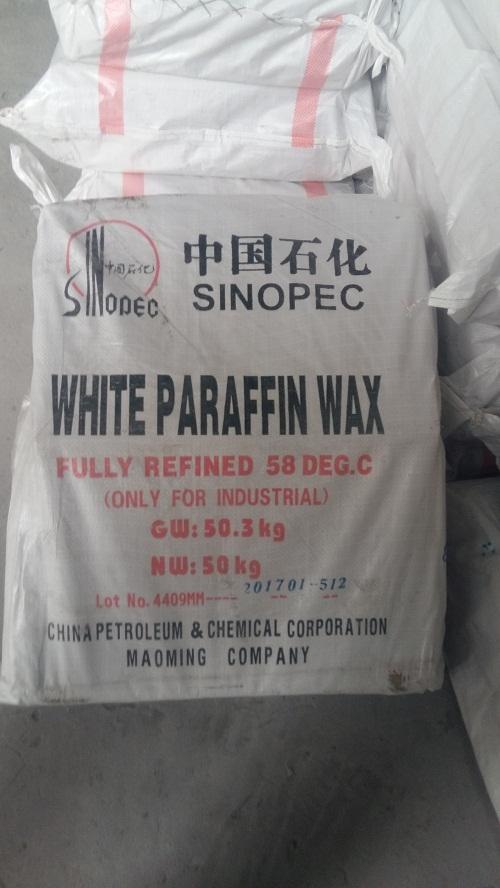 中国石化
SINOPEC
中国石化
SINOPEC
WHITE PARAFFIN WAX
FULLY REFINED 58 DEG.C
(ONLY FOR INDUSTRIAL)
GW: 50.3 kg
NW: 50 kg
Lot No. 4409MM---- 201701-512
CHINA PETROLEUM & CHEMICAL CORPORATION
MAOMING COMPANY